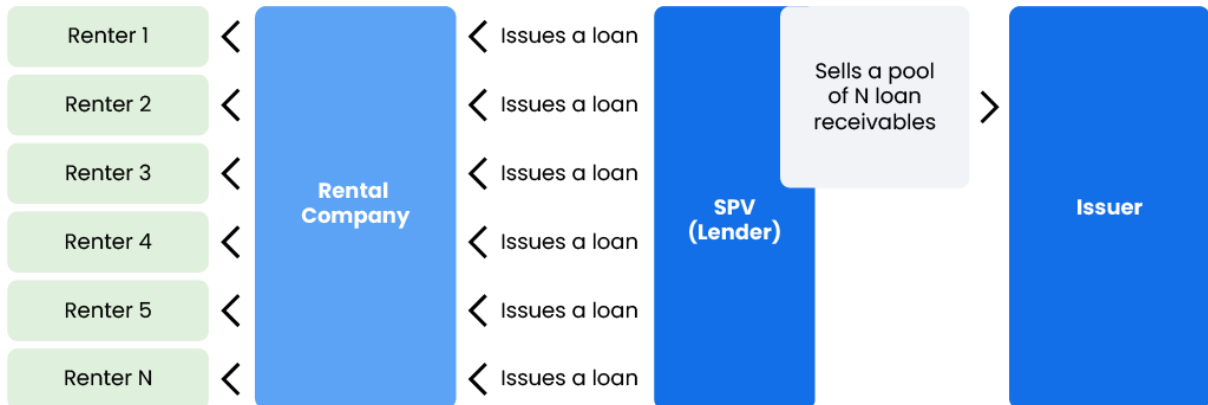 Renter 1
Issues a loan
Renter 2
Issues a loan
Renter 3
Issues a loan
Renter 4
Issues a loan
Renter 5
Issues a loan
Renter N
Issues a loan
Rental
Company
SPV
(Lender)
Sells a pool
of N loan
receivables
Issuer